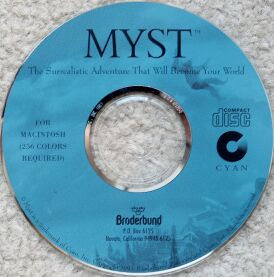 MYST™
The Surrealistic Adventure That Will Become Your World
FOR
MACINTOSH
(256 COLORS
REQUIRED)
COMPACT
disc
CYAN
Brøderbund
P.O. Box 6125
Novato, California 94948-6125